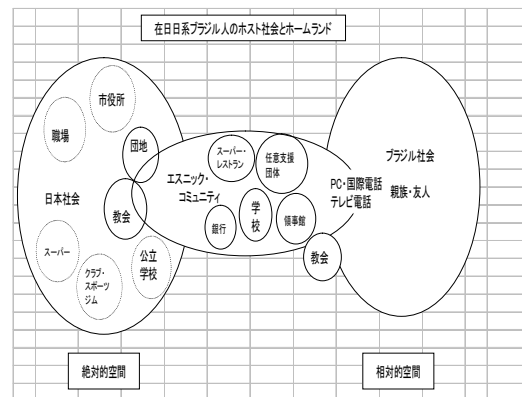 在日日系ブラジル人のホスト社会とホームランド
市役所
職場
団地
日本社会
教会
スーパー
クラブ・
スポーツ
ジム
公立
学校
エスニック・
コミュニティ
スーパー・
レストラン
任意支援
団体
銀行
学
校
領事館
PC・国際電話
テレビ電話
教会
ブラジル社会
親族・友人
絶対的空間
相対的空間